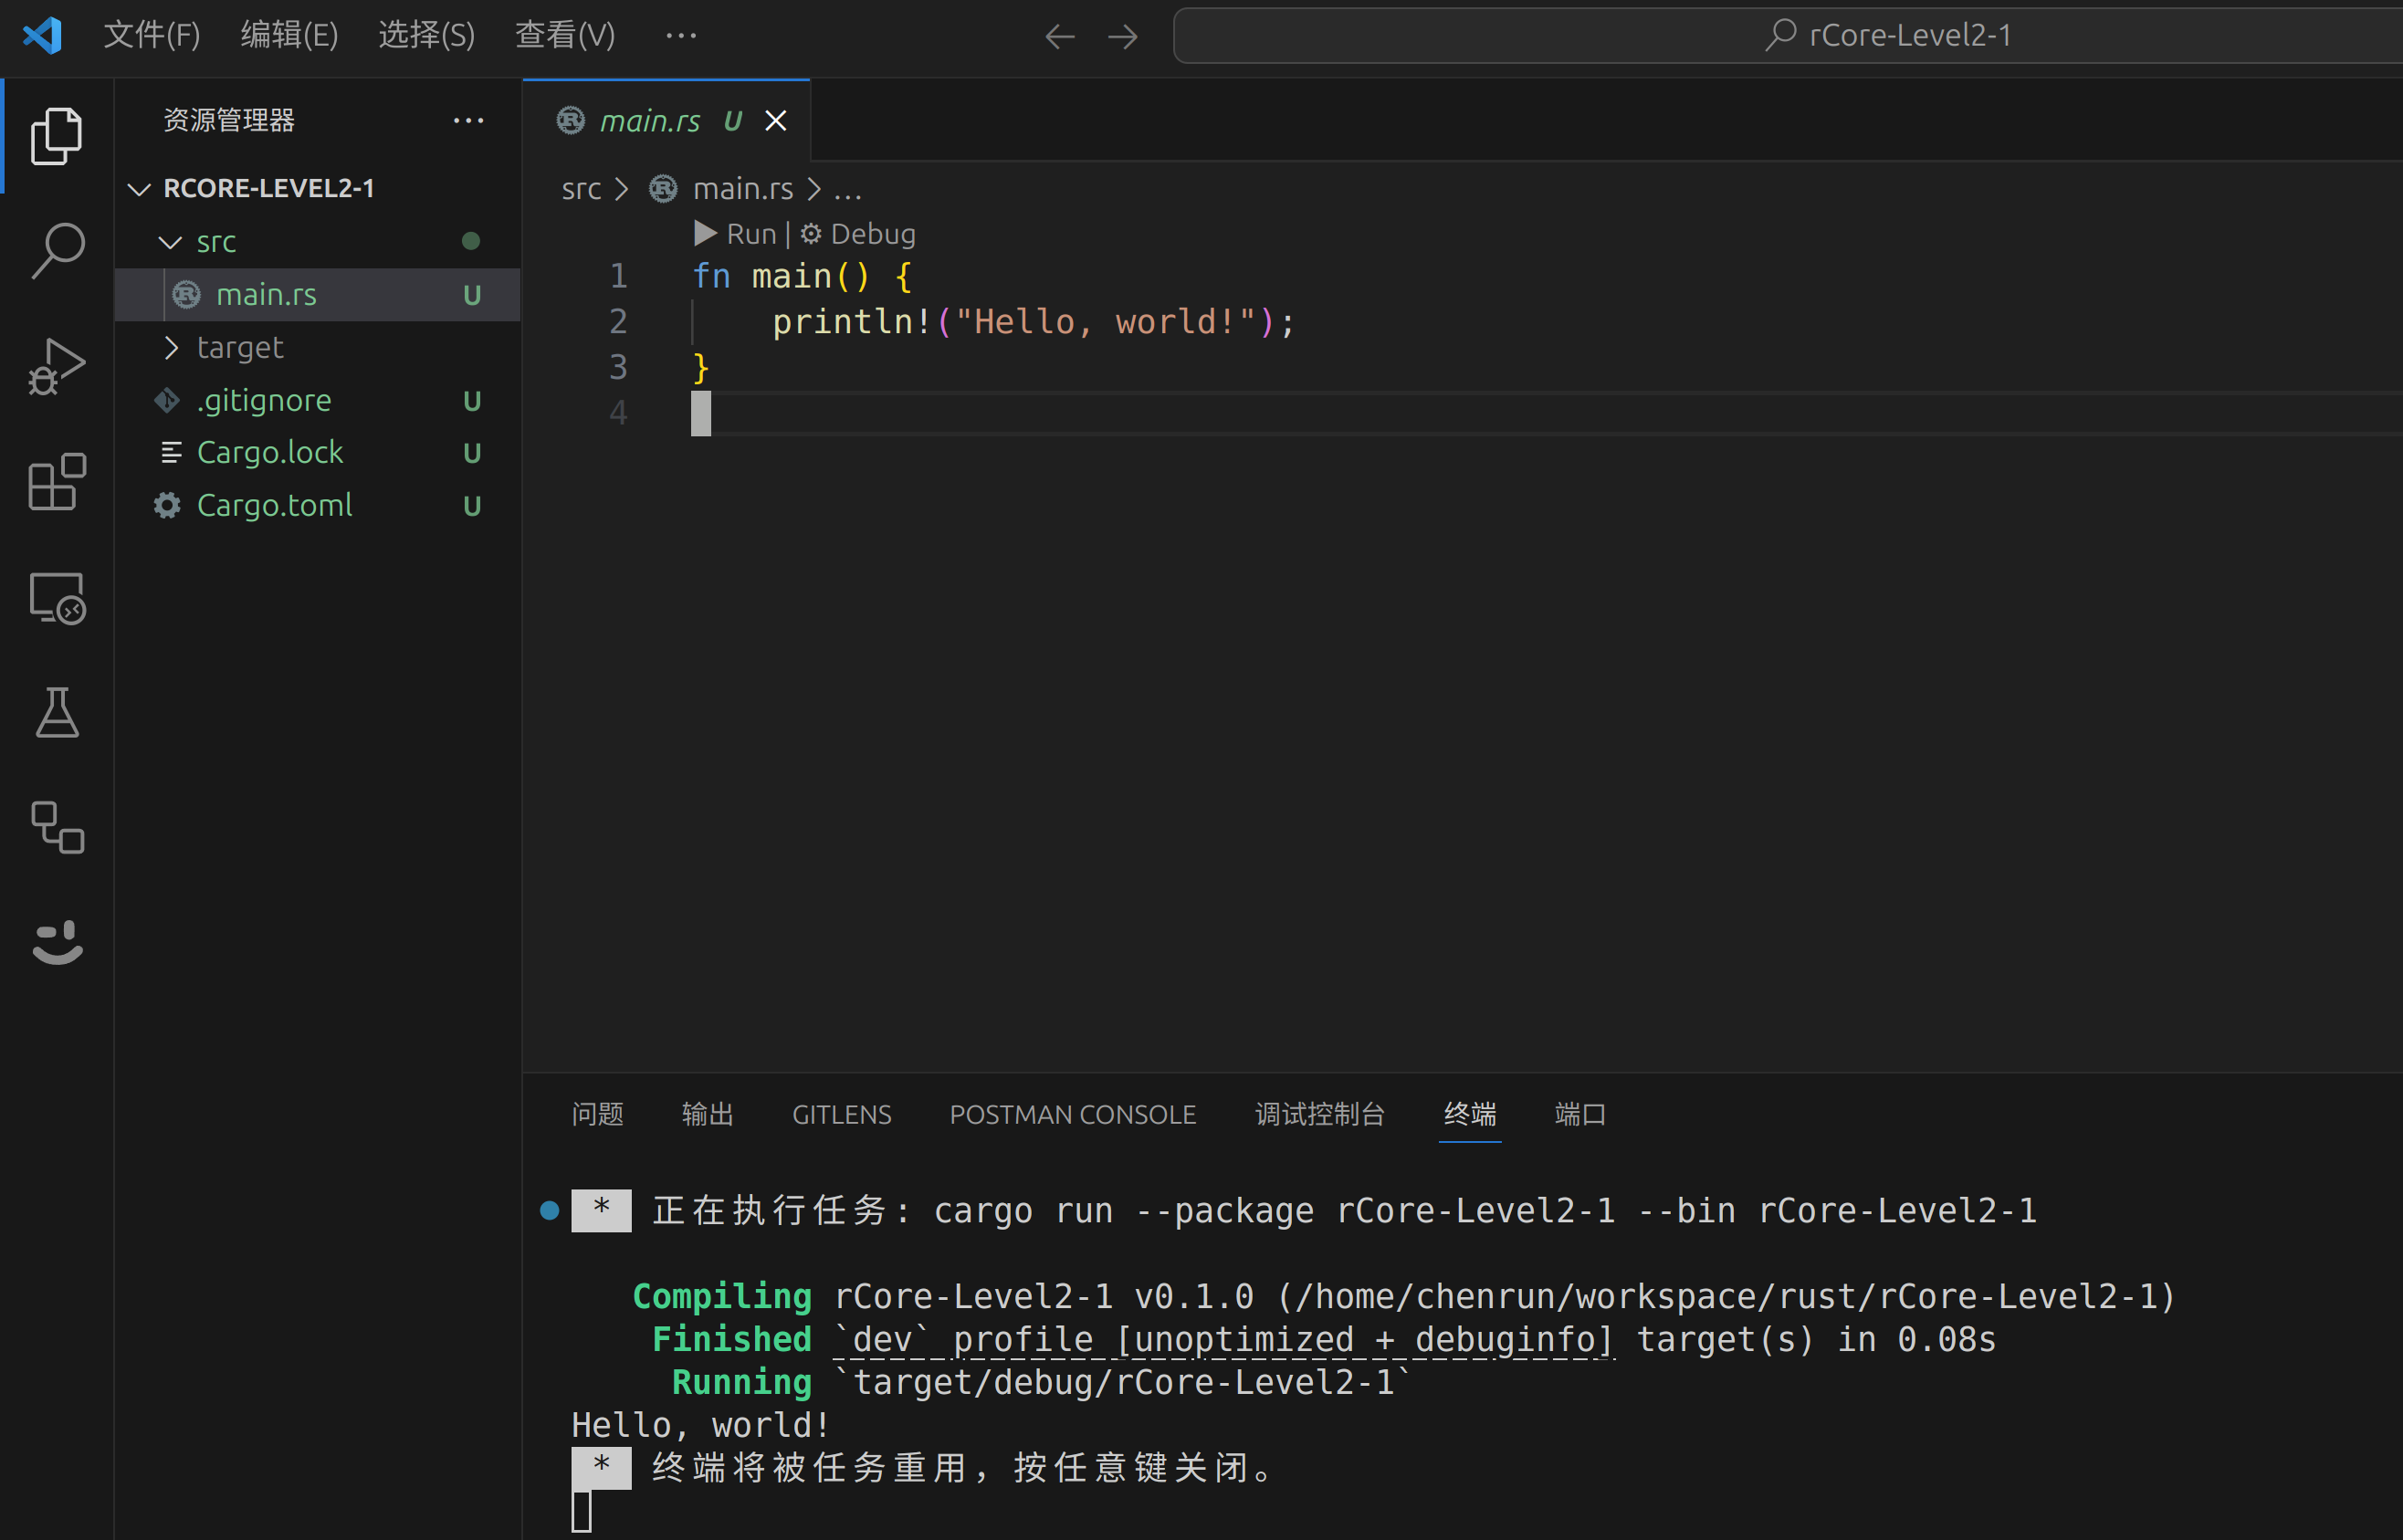 文件(F) 编辑(E) 选择(S) 查看(V) ··· rCore-Level2-1
资源管理器 ···
RCORE-LEVEL2-1
src
main.rs U
target
.gitignore U
Cargo.lock U
Cargo.toml U
main.rs U
src > main.rs > ...
Run | Debug
1 fn main() {
2 println!("Hello, world!");
3 }
4
问题 输出 GITLENS POSTMAN CONSOLE 调试控制台 终端 端口
* 正在执行任务: cargo run --package rCore-Level2-1 --bin rCore-Level2-1
Compiling rCore-Level2-1 v0.1.0 (/home/chenrun/workspace/rust/rCore-Level2-1)
Finished `dev` profile [unoptimized + debuginfo] target(s) in 0.08s
Running `target/debug/rCore-Level2-1`
Hello, world!
* 终端将被任务重用，按任意键关闭。